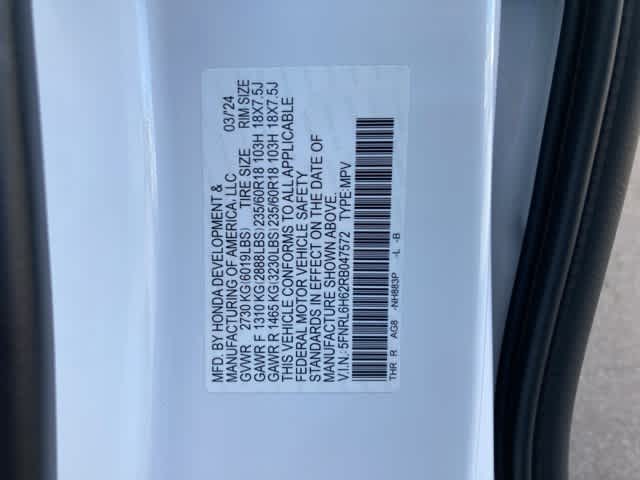 MFD. BY HONDA DEVELOPMENT &
MANUFACTURING OF AMERICA, LLC 03/'24
GVWR 2730 KG(6019LBS) TIRE SIZE RIM SIZE
GAWR F 1310 KG(2888LBS)235/60R18 103H 18X7.5J
GAWR R 1465 KG(3230LBS)235/60R18 103H 18X7.5J
THIS VEHICLE CONFORMS TO ALL APPLICABLE
FEDERAL MOTOR VEHICLE SAFETY
STANDARDS IN EFFECT ON THE DATE OF
MANUFACTURE SHOWN ABOVE.
V.I.N.:5FNRL6H62RB047572 TYPE:MPV
THR R AG8 -NH883P -L -B